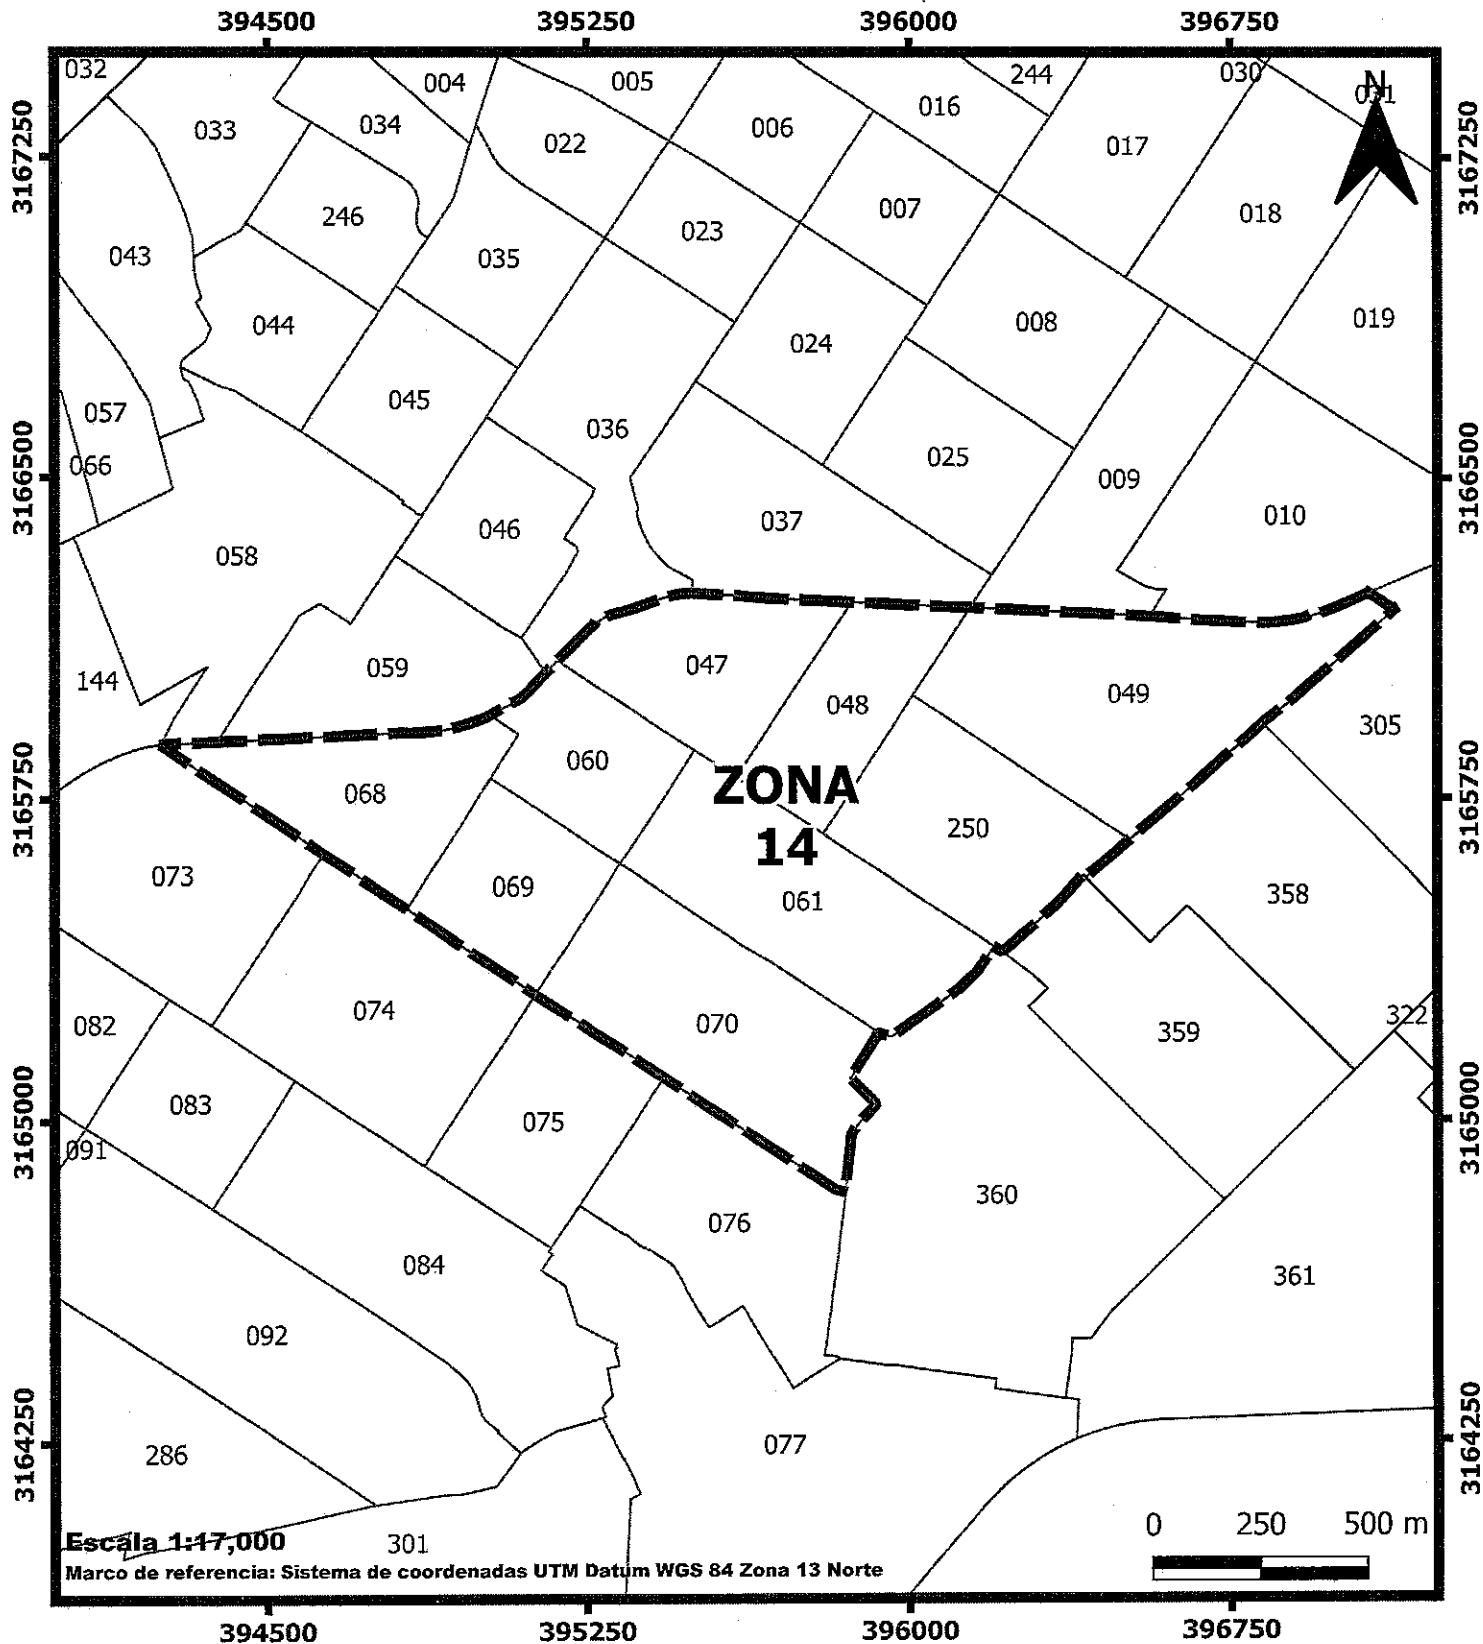 394500 395250 396000 396750
032 004 005 244 030
N
031
033 034 022 006 016 017
3167250 3167250
246 023 007 018
043 035
044 024 008 019
057 045 036 025
066 009
3166500 3166500
058 046 037 010
144 059 047 048 049 305
3165750 3165750
068 060 ZONA
14
250
073 069 061 358
082 074 070 359 322
083 075
3165000 3165000
091
076 360
084 361
092
3164250 3164250
286 077
0 250 500 m
Escala 1:17,000
301
Marco de referencia: Sistema de coordenadas UTM Datum WGS 84 Zona 13 Norte
394500 395250 396000 396750